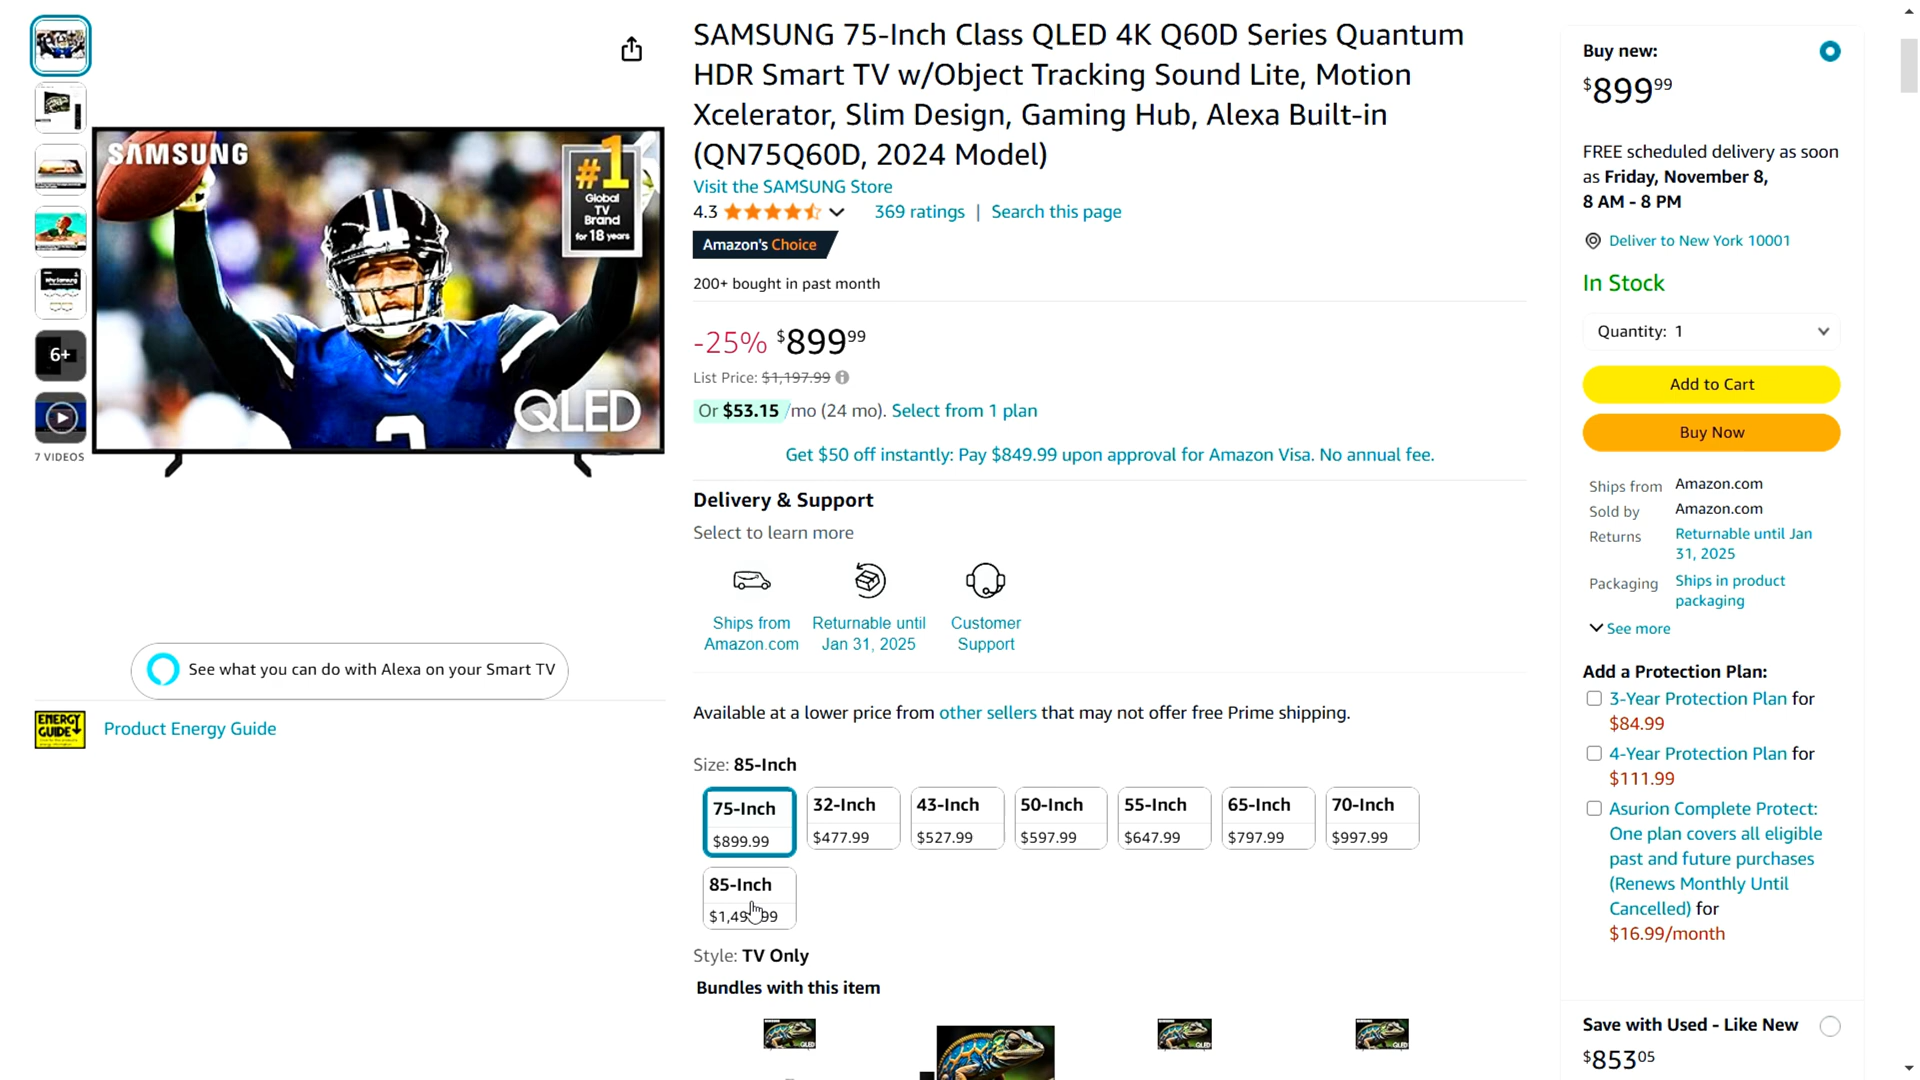 SAMSUNG
#1
Global
TV
Brand
for 18 years
QLED
6+
7 VIDEOS
See what you can do with Alexa on your Smart TV
ENERGY
GUIDE
Product Energy Guide
SAMSUNG 75-Inch Class QLED 4K Q60D Series Quantum
HDR Smart TV w/Object Tracking Sound Lite, Motion
Xcelerator, Slim Design, Gaming Hub, Alexa Built-in
(QN75Q60D, 2024 Model)
Visit the SAMSUNG Store
4.3
369 ratings | Search this page
Amazon's Choice
200+ bought in past month
-25% $899 99
List Price: $1,197.99
Or $53.15 /mo (24 mo). Select from 1 plan
Get $50 off instantly: Pay $849.99 upon approval for Amazon Visa. No annual fee.
Delivery & Support
Select to learn more
Ships from
Amazon.com
Returnable until
Jan 31, 2025
Customer
Support
Available at a lower price from other sellers that may not offer free Prime shipping.
Size: 85-Inch
75-Inch
$899.99
32-Inch
$477.99
43-Inch
$527.99
50-Inch
$597.99
55-Inch
$647.99
65-Inch
$797.99
70-Inch
$997.99
85-Inch
Style: TV Only
Bundles with this item
QLED
QLED
QLED
Buy new:
$899 99
FREE scheduled delivery as soon
as Friday, November 8,
8 AM - 8 PM
Deliver to New York 10001
In Stock
Quantity: 1
Add to Cart
Buy Now
Ships from Amazon.com
Sold by Amazon.com
Returns Returnable until Jan
31, 2025
Packaging Ships in product
packaging
See more
Add a Protection Plan:
3-Year Protection Plan for
$84.99
4-Year Protection Plan for
$111.99
Asurion Complete Protect:
One plan covers all eligible
past and future purchases
(Renews Monthly Until
Cancelled) for
$16.99/month
Save with Used - Like New
$853 05